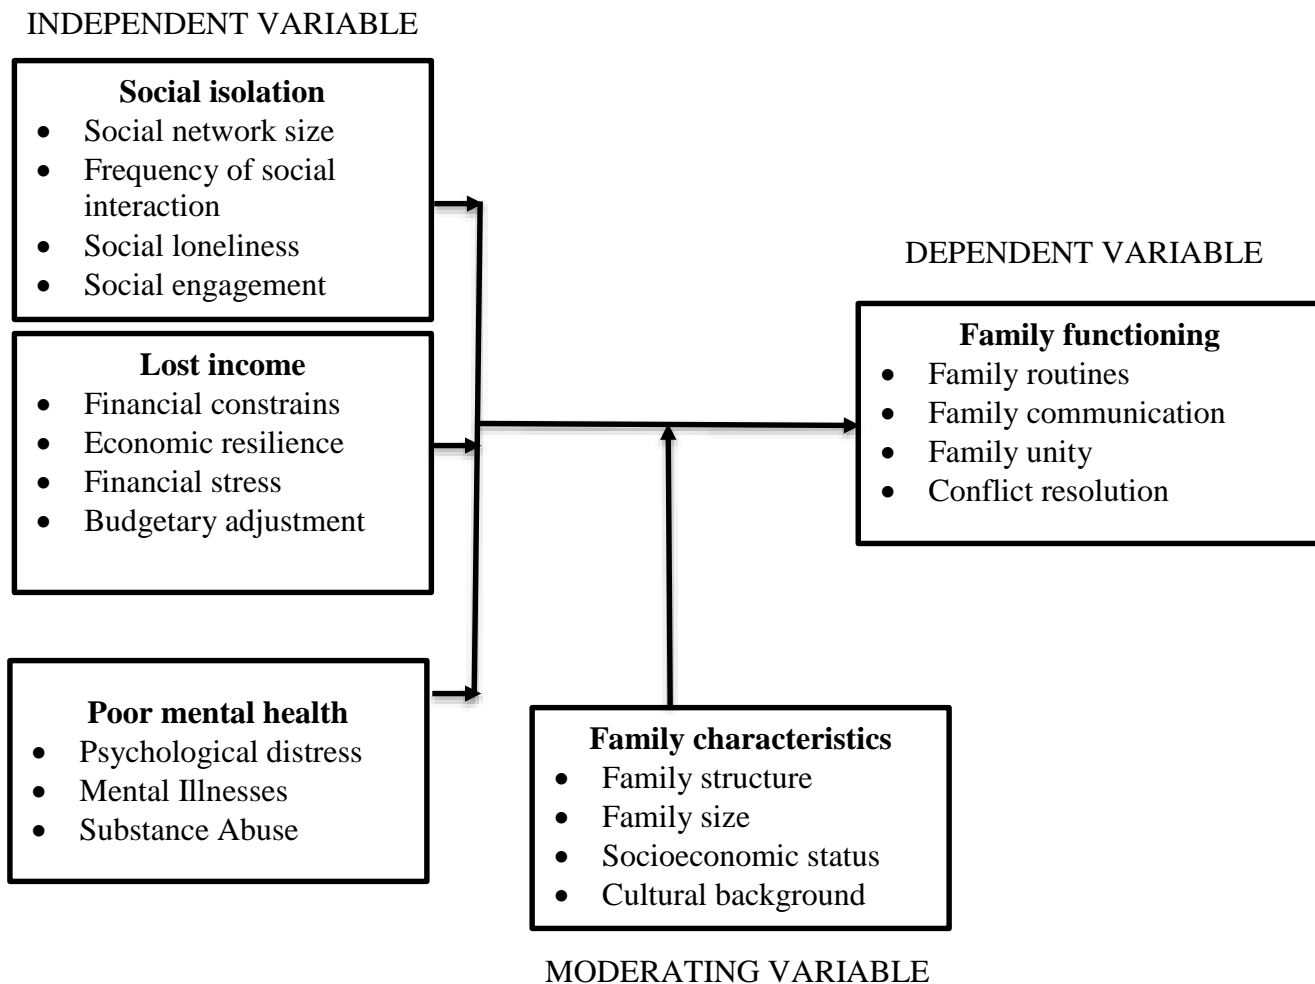 INDEPENDENT VARIABLE
Social isolation
• Social network size
• Frequency of social
interaction
• Social loneliness
• Social engagement
Lost income
• Financial constrains
• Economic resilience
• Financial stress
• Budgetary adjustment
Poor mental health
• Psychological distress
• Mental Illnesses
• Substance Abuse
DEPENDENT VARIABLE
Family functioning
• Family routines
• Family communication
• Family unity
• Conflict resolution
Family characteristics
• Family structure
• Family size
• Socioeconomic status
• Cultural background
MODERATING VARIABLE